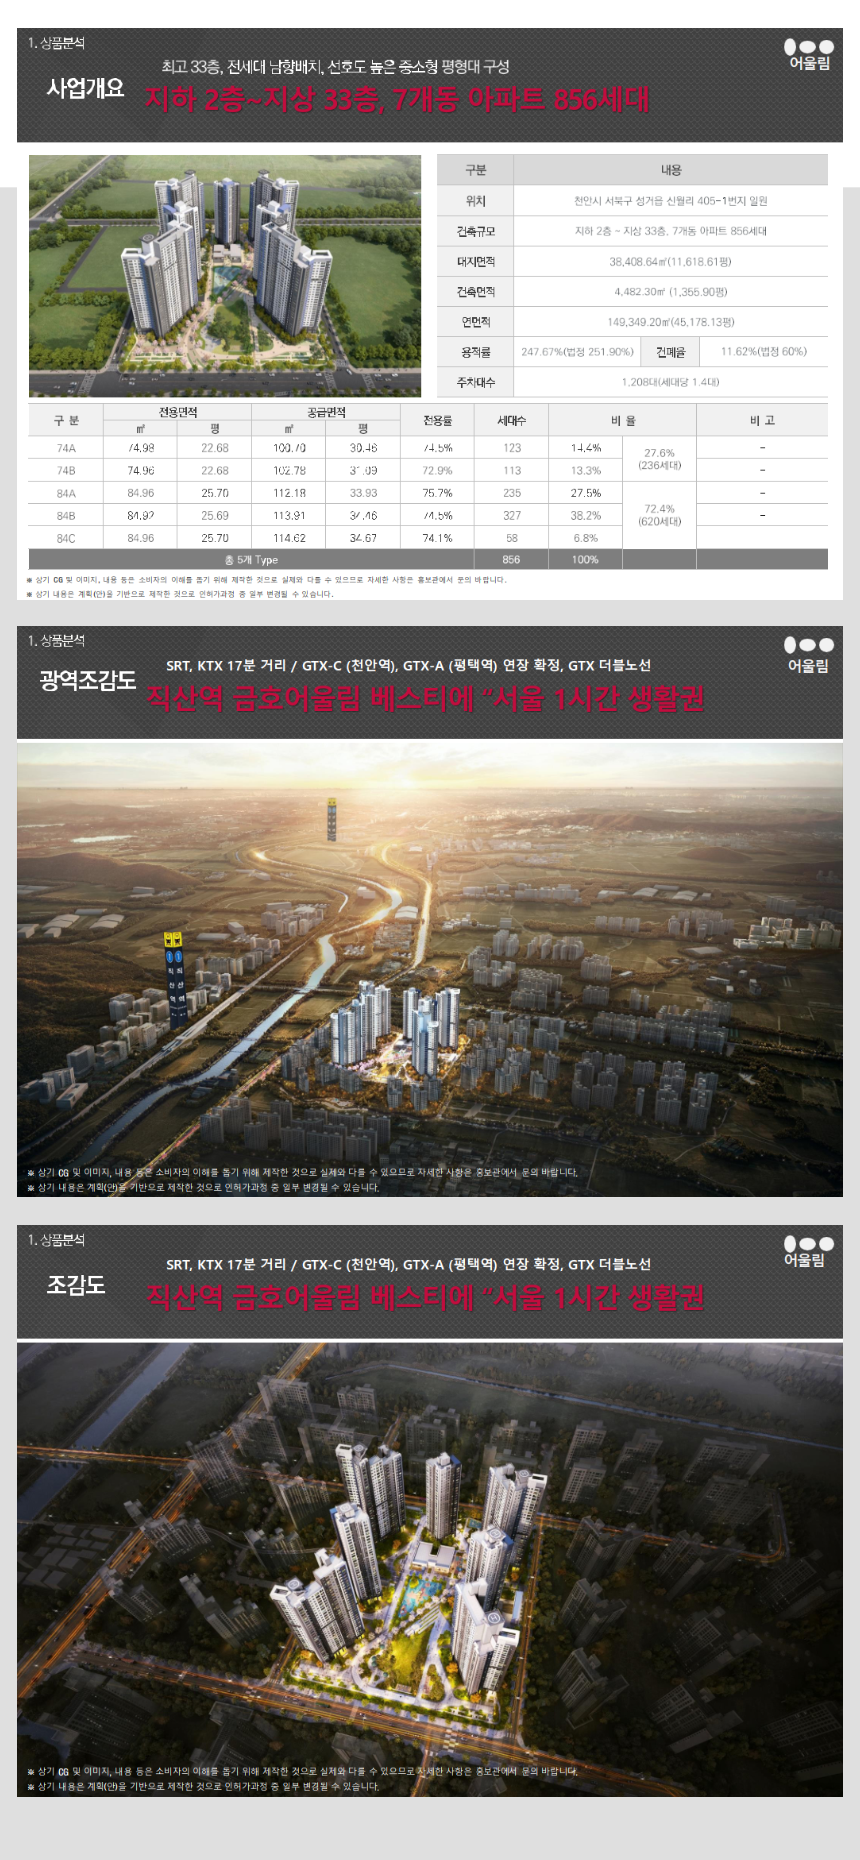 1. 상품분석
어울림
최고 33층, 전세대 남향배치, 선호도 높은 중소형 평형대 구성
사업개요
지하 2층~지상 33층, 7개동 아파트 856세대
구분 내용
위치 천안시 서북구 성거읍 신월리 405-1번지 일원
건축규모 지하 2층 ~ 지상 33층, 7개동 아파트 856세대
대지면적 38,408.64㎡(11,618.61평)
건축면적 4,482.30㎡ (1,355.90평)
연면적 149,349.20㎡(45,178.13평)
용적률 247.67%(법정 251.90%) 건폐율 11.62%(법정 60%)
주차대수 1,208대(세대당 1.4대)
구 분 전용면적 공급면적 전용률 세대수 비 율 비 고
㎡ 평 ㎡ 평
74A 74.98 22.68 100.70 30.46 74.5% 123 14.4% 27.6% (236세대) -
74B 74.96 22.68 102.78 31.09 72.9% 113 13.3% -
84A 84.96 25.70 112.18 33.93 75.7% 235 27.5% 72.4% (620세대) -
84B 84.92 25.69 113.91 34.46 74.5% 327 38.2% -
84C 84.96 25.70 114.62 34.67 74.1% 58 6.8%
총 5개 Type 856 100%
※ 상기 CG 및 이미지, 내용 등은 소비자의 이해를 돕기 위해 제작한 것으로 실제와 다를 수 있으므로 자세한 사항은 홍보관에서 문의 바랍니다.
※ 상기 내용은 계획(안)을 기반으로 제작한 것으로 인허가과정 중 일부 변경될 수 있습니다.
1. 상품분석
어울림
SRT, KTX 17분 거리 / GTX-C (천안역), GTX-A (평택역) 연장 확정, GTX 더블노선
광역조감도
직산역 금호어울림 베스티에 “서울 1시간 생활권
직산역
※ 상기 CG 및 이미지, 내용 등은 소비자의 이해를 돕기 위해 제작한 것으로 실제와 다를 수 있으므로 자세한 사항은 홍보관에서 문의 바랍니다.
※ 상기 내용은 계획(안)을 기반으로 제작한 것으로 인허가과정 중 일부 변경될 수 있습니다.
1. 상품분석
어울림
SRT, KTX 17분 거리 / GTX-C (천안역), GTX-A (평택역) 연장 확정, GTX 더블노선
조감도
직산역 금호어울림 베스티에 “서울 1시간 생활권
※ 상기 CG 및 이미지, 내용 등은 소비자의 이해를 돕기 위해 제작한 것으로 실제와 다를 수 있으므로 자세한 사항은 홍보관에서 문의 바랍니다.
※ 상기 내용은 계획(안)을 기반으로 제작한 것으로 인허가과정 중 일부 변경될 수 있습니다.